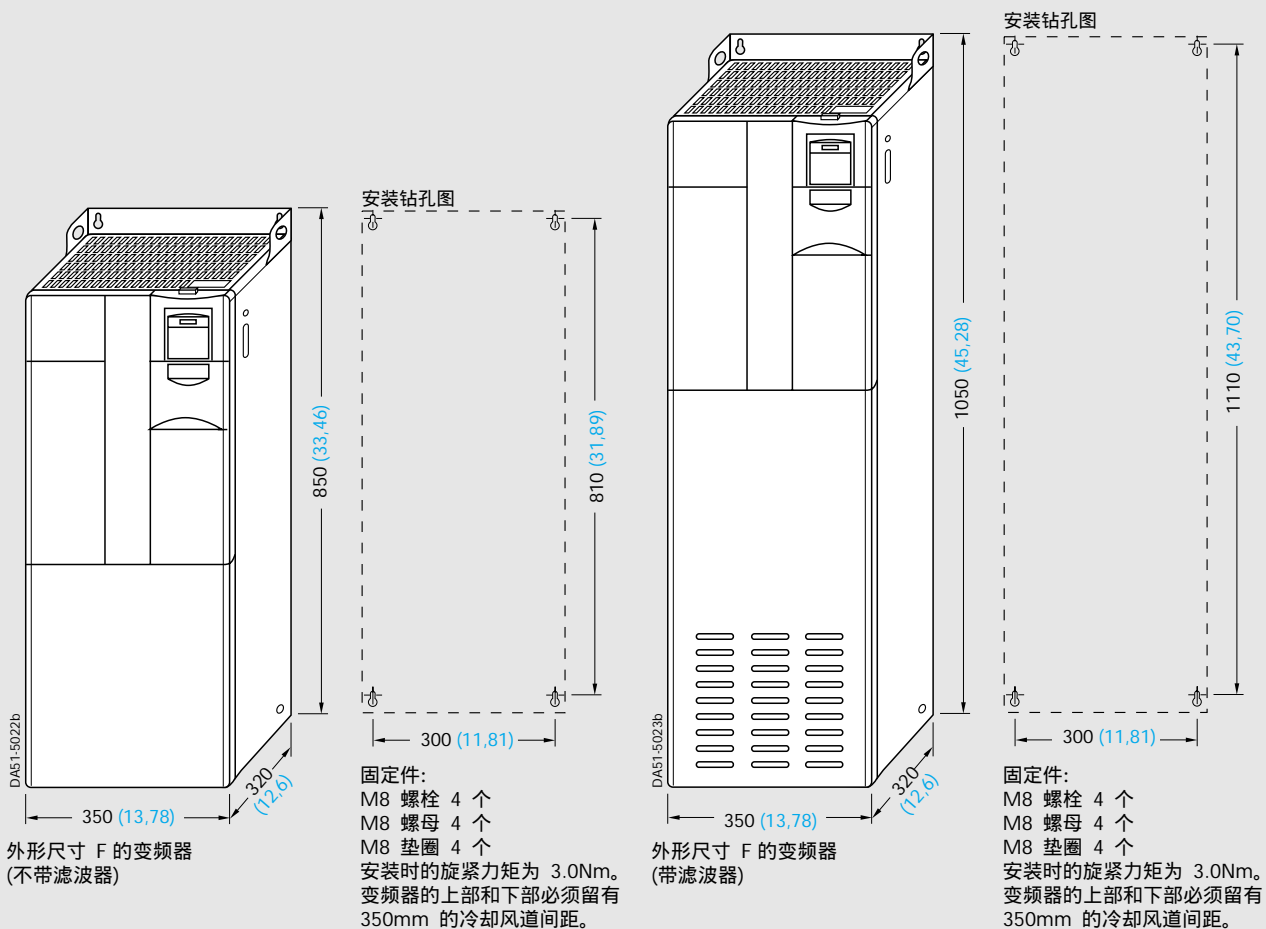 安装钻孔图
850 (33,46)
安装钻孔图
810 (31,89)
300 (11,81)
DA51-5022b
350 (13,78)
320
(12,6)
外形尺寸 F 的变频器
(不带滤波器)
固定件:
M8 螺栓 4 个
M8 螺母 4 个
M8 垫圈 4 个
安装时的旋紧力矩为 3.0Nm。
变频器的上部和下部必须留有
350mm 的冷却风道间距。
1050 (45,28)
1110 (43,70)
300 (11,81)
DA51-5023b
350 (13,78)
320
(12,6)
外形尺寸 F 的变频器
(带滤波器)
固定件:
M8 螺栓 4 个
M8 螺母 4 个
M8 垫圈 4 个
安装时的旋紧力矩为 3.0Nm。
变频器的上部和下部必须留有
350mm 的冷却风道间距。